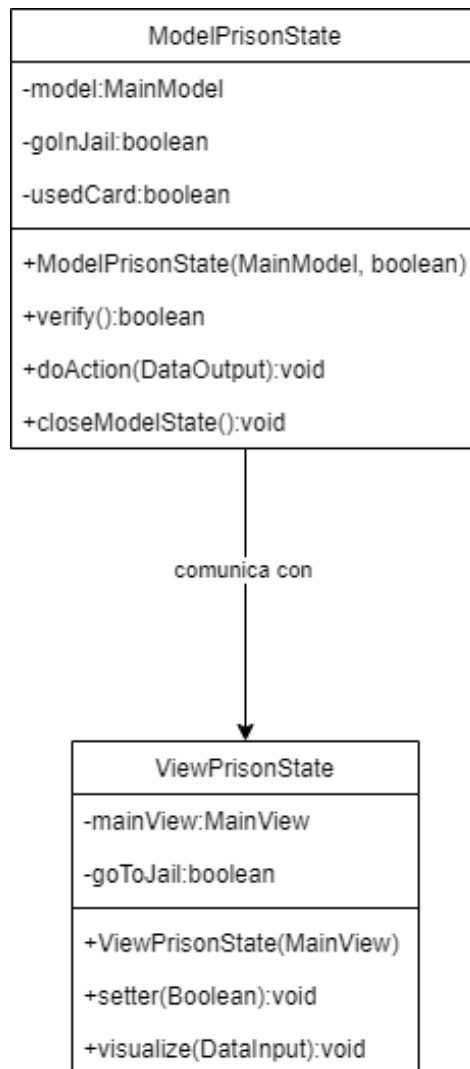 ModelPrisonState
-model:MainModel
-goInJail:boolean
-usedCard:boolean
+ModelPrisonState(MainModel, boolean)
+verify():boolean
+doAction(DataOutput):void
+closeModelState():void
comunica con
ViewPrisonState
-mainView:MainView
-goToJail:boolean
+ViewPrisonState(MainView)
+setter(Boolean):void
+visualize(DataInput):void